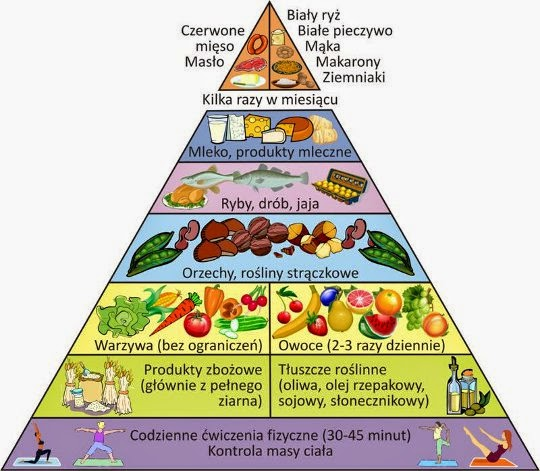 Czerwone
mięso
Masło
Biały ryż
Białe pieczywo
Mąka
Makarony
Ziemniaki
Kilka razy w miesiącu
Mleko, produkty mleczne
Ryby, drób, jaja
Orzechy, rośliny strączkowe
Warzywa (bez ograniczeń)
Owoce (2-3 razy dziennie)
Produkty zbożowe
(głównie z pełnego
ziarna)
Tłuszcze roślinne
(oliwa, olej rzepakowy,
sojowy, słonecznikowy)
Codzienne ćwiczenia fizyczne (30-45 minut)
Kontrola masy ciała